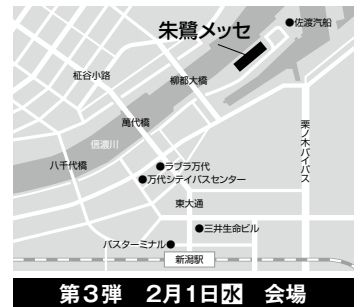 佐渡汽船
朱鷺メッセ
柾谷小路
柳都大橋
萬代橋
信濃川
八千代橋
栗ノ木バイパス
ラブラ万代
万代シテイバスセンター
東大通
三井生命ビル
バスターミナル
新潟駅
第3弾 2月1日水 会場